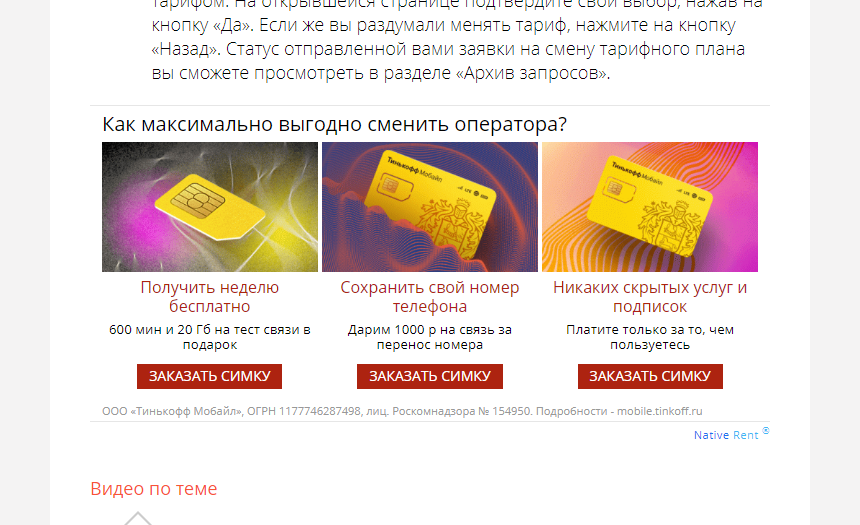 тарифом. На открывшейся странице подтвердите свой выбор, нажав на
кнопку «Да». Если же вы раздумали менять тариф, нажмите на кнопку
«Назад». Статус отправленной вами заявки на смену тарифного плана
вы сможете просмотреть в разделе «Архив запросов».
Как максимально выгодно сменить оператора?
Тинькофф Мобайл
LTE
Тинькофф Мобайл
LTE
Получить неделю
бесплатно
600 мин и 20 Гб на тест связи в
подарок
ЗАКАЗАТЬ СИМКУ
Сохранить свой номер
телефона
Дарим 1000 р на связь за
перенос номера
ЗАКАЗАТЬ СИМКУ
Никаких скрытых услуг и
подписок
Платите только за то, чем
пользуетесь
ЗАКАЗАТЬ СИМКУ
ООО «Тинькофф Мобайл», ОГРН 1177746287498, лиц. Роскомнадзора № 154950. Подробности - mobile.tinkoff.ru
Native Rent ®
Видео по теме